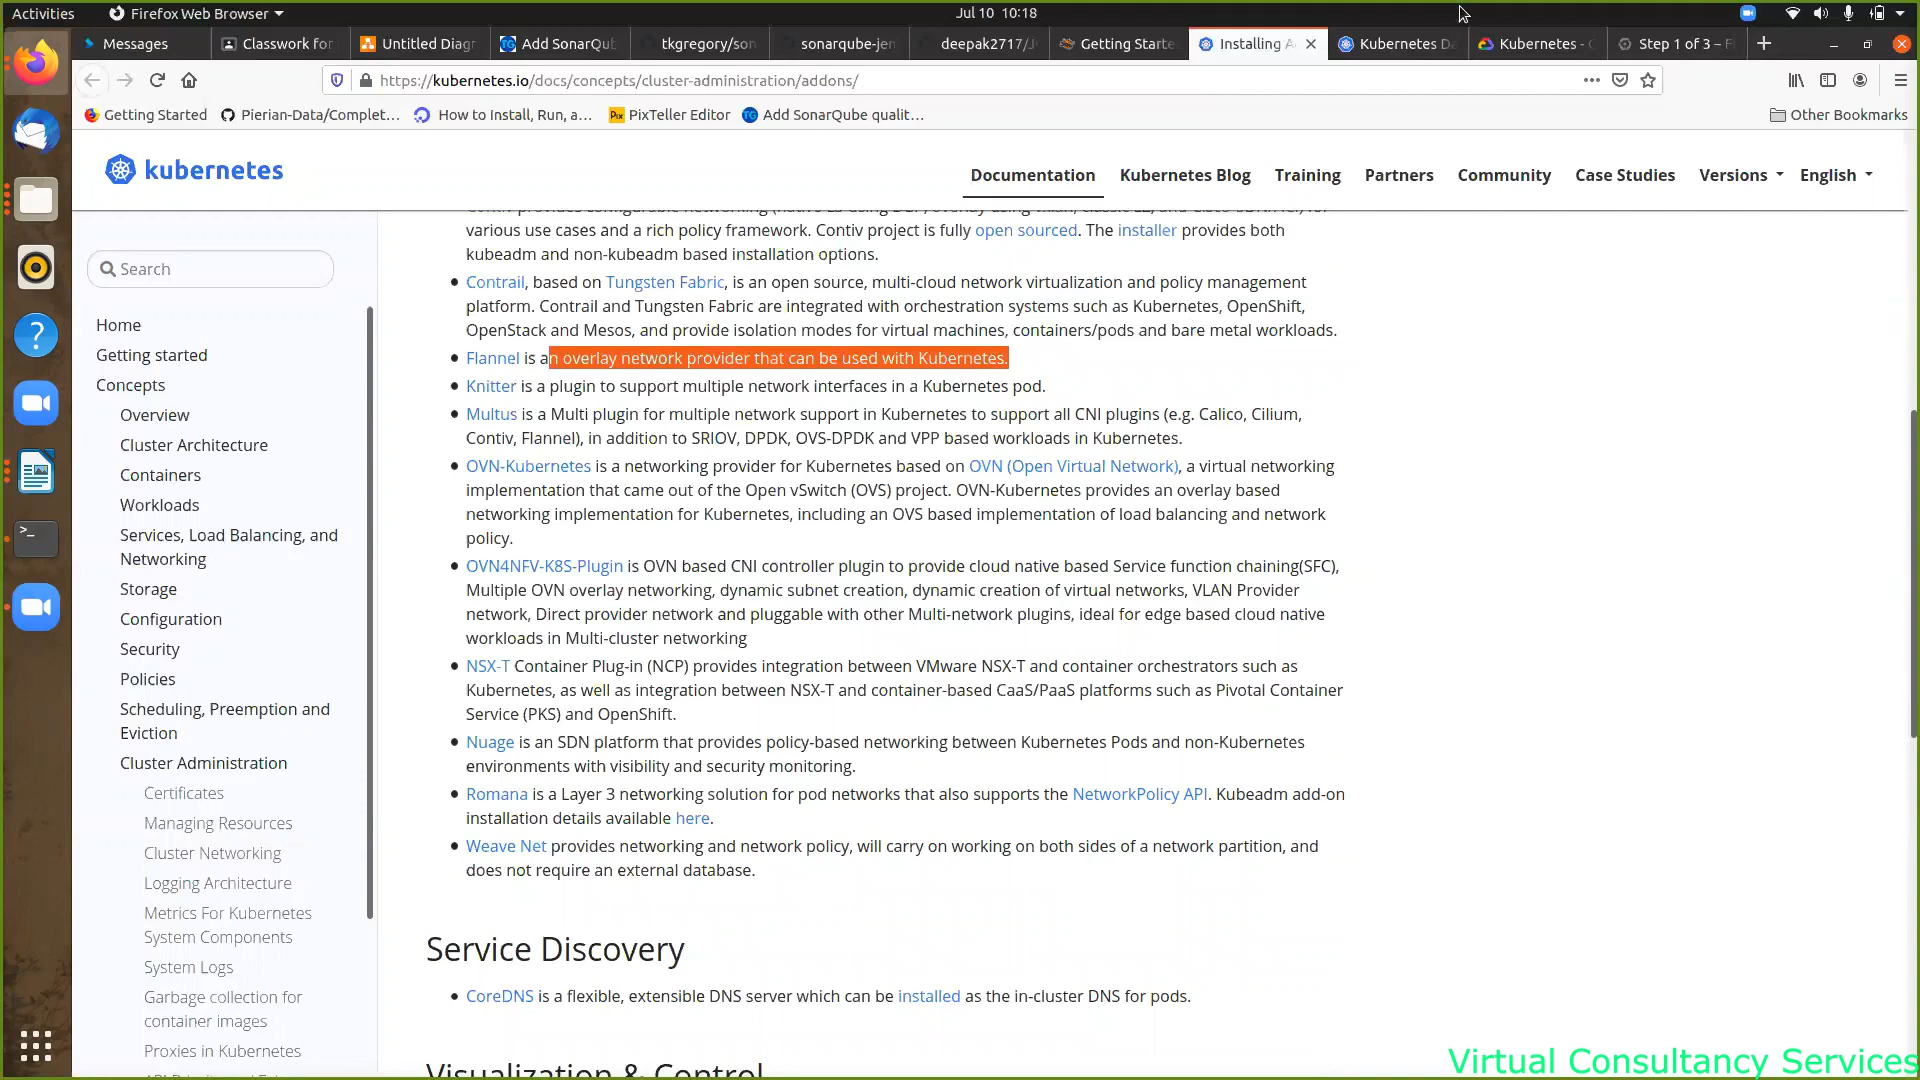 Activities
Firefox Web Browser
Jul 10 10:18
Messages
Classwork for
Untitled Diagr
Add SonarQu
tkgregory/son
sonarqube-jen
deepak2717/J
Getting Starte
Installing A
Kubernetes Da
Kubernetes - C
Step 1 of 3 – F
https://kubernetes.io/docs/concepts/cluster-administration/addons/
Getting Started
Pierian-Data/Complet…
How to Install, Run, a…
PixTeller Editor
Add SonarQube qualit…
Other Bookmarks
kubernetes
Documentation
Kubernetes Blog
Training
Partners
Community
Case Studies
Versions
English
Search
Home
Getting started
Concepts
Overview
Cluster Architecture
Containers
Workloads
Services, Load Balancing, and
Networking
Storage
Configuration
Security
Policies
Scheduling, Preemption and
Eviction
Cluster Administration
Certificates
Managing Resources
Cluster Networking
Logging Architecture
Metrics For Kubernetes
System Components
System Logs
Garbage collection for
container images
Proxies in Kubernetes
various use cases and a rich policy framework. Contiv project is fully open sourced. The installer provides both
kubeadm and non-kubeadm based installation options.
Contrail, based on Tungsten Fabric, is an open source, multi-cloud network virtualization and policy management
platform. Contrail and Tungsten Fabric are integrated with orchestration systems such as Kubernetes, OpenShift,
OpenStack and Mesos, and provide isolation modes for virtual machines, containers/pods and bare metal workloads.
Flannel is an overlay network provider that can be used with Kubernetes.
Knitter is a plugin to support multiple network interfaces in a Kubernetes pod.
Multus is a Multi plugin for multiple network support in Kubernetes to support all CNI plugins (e.g. Calico, Cilium,
Contiv, Flannel), in addition to SRIOV, DPDK, OVS-DPDK and VPP based workloads in Kubernetes.
OVN-Kubernetes is a networking provider for Kubernetes based on OVN (Open Virtual Network), a virtual networking
implementation that came out of the Open vSwitch (OVS) project. OVN-Kubernetes provides an overlay based
networking implementation for Kubernetes, including an OVS based implementation of load balancing and network
policy.
OVN4NFV-K8S-Plugin is OVN based CNI controller plugin to provide cloud native based Service function chaining(SFC),
Multiple OVN overlay networking, dynamic subnet creation, dynamic creation of virtual networks, VLAN Provider
network, Direct provider network and pluggable with other Multi-network plugins, ideal for edge based cloud native
workloads in Multi-cluster networking
NSX-T Container Plug-in (NCP) provides integration between VMware NSX-T and container orchestrators such as
Kubernetes, as well as integration between NSX-T and container-based CaaS/PaaS platforms such as Pivotal Container
Service (PKS) and OpenShift.
Nuage is an SDN platform that provides policy-based networking between Kubernetes Pods and non-Kubernetes
environments with visibility and security monitoring.
Romana is a Layer 3 networking solution for pod networks that also supports the NetworkPolicy API. Kubeadm add-on
installation details available here.
Weave Net provides networking and network policy, will carry on working on both sides of a network partition, and
does not require an external database.
Service Discovery
CoreDNS is a flexible, extensible DNS server which can be installed as the in-cluster DNS for pods.
Visualization & Control
Virtual Consultancy Services